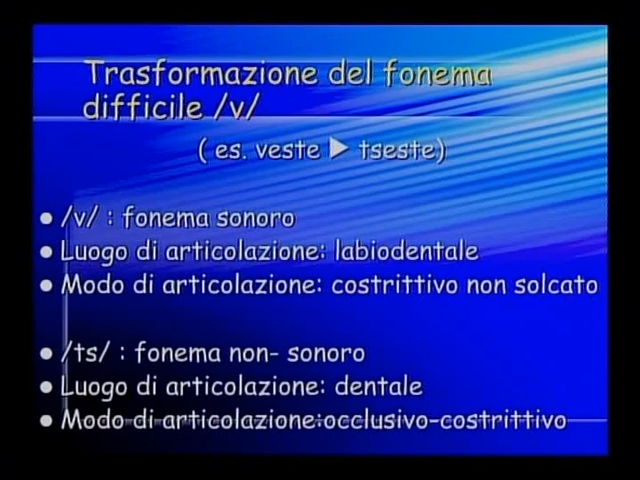 Trasformazione del fonema
difficile /v/
( es. veste ► tseste)
● /v/ : fonema sonoro
● Luogo di articolazione: labiodentale
● Modo di articolazione: costrittivo non solcato
● /ts/ : fonema non- sonoro
● Luogo di articolazione: dentale
● Modo di articolazione:occlusivo-costrittivo